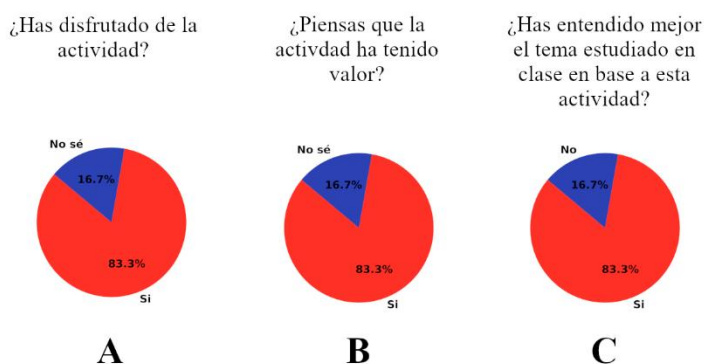 ¿Has disfrutado de la
actividad?
No sé
16.7%
83.3%
Si
A
¿Piensas que la
activdad ha tenido
valor?
No sé
16.7%
83.3%
Si
B
¿Has entendido mejor
el tema estudiado en
clase en base a esta
actividad?
No
16.7%
83.3%
Si
C